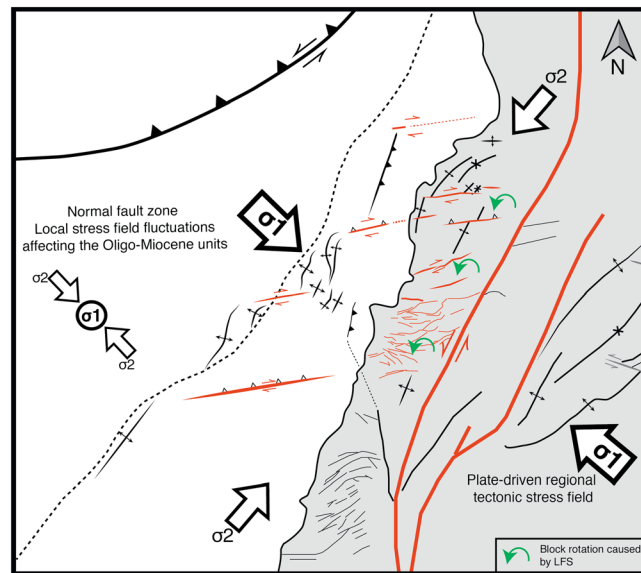 N
σ2
Normal fault zone
Local stress field fluctuations
affecting the Oligo-Miocene units
σ1
σ2
σ1
σ2
σ1
Plate-driven regional
tectonic stress field
σ2
Block rotation caused
by LFS